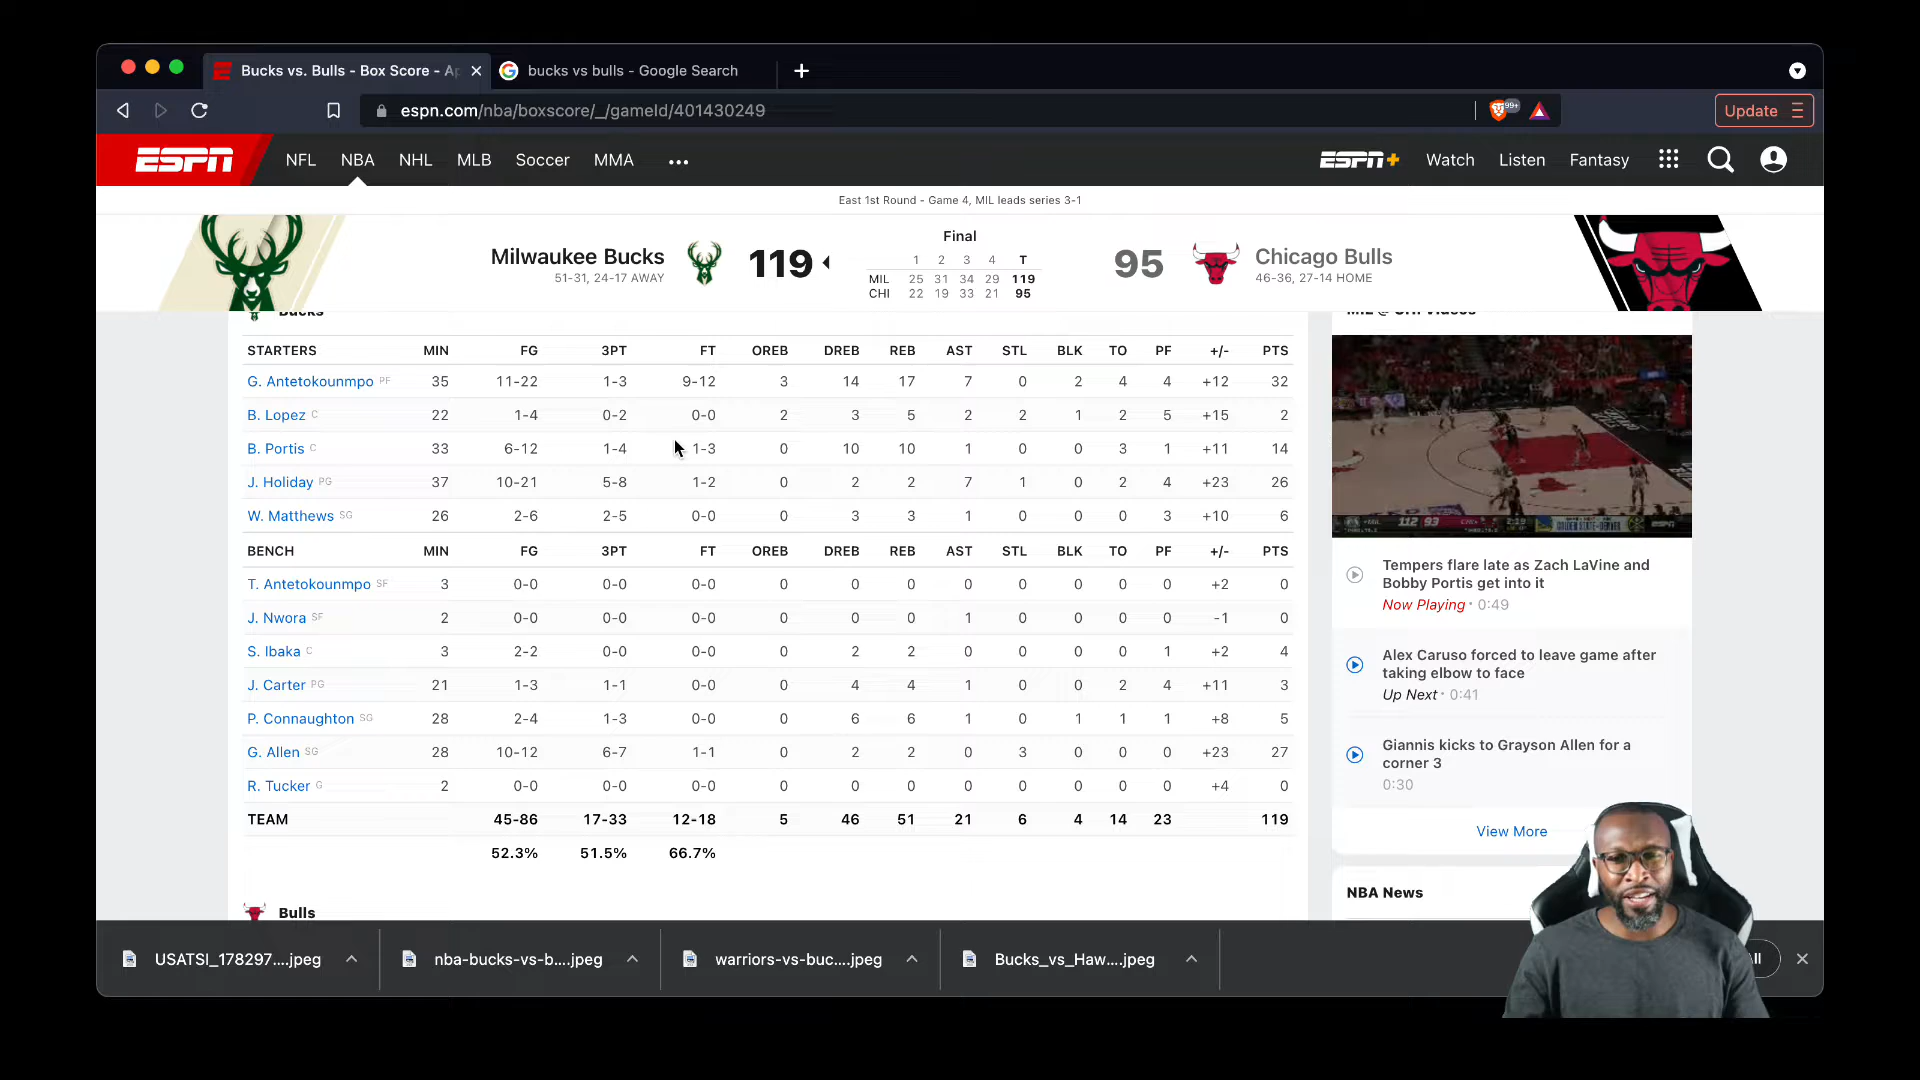 Bucks vs. Bulls - Box Score - Ap
bucks vs bulls - Google Search
espn.com/nba/boxscore/_/gameId/401430249
99+
Update
ESPN NFL NBA NHL MLB Soccer MMA ESPN+ Watch Listen Fantasy
East 1st Round - Game 4, MIL leads series 3-1
Milwaukee Bucks
51-31, 24-17 AWAY
119
Final
1 2 3 4 T
MIL 25 31 34 29 119
CHI 22 19 33 21 95
95
Chicago Bulls
46-36, 27-14 HOME
Bucks
STARTERS MIN FG 3PT FT OREB DREB REB AST STL BLK TO PF +/- PTS
G. Antetokounmpo PF 35 11-22 1-3 9-12 3 14 17 7 0 2 4 4 +12 32
B. Lopez C 22 1-4 0-2 0-0 2 3 5 2 2 1 2 5 +15 2
B. Portis C 33 6-12 1-4 1-3 0 10 10 1 0 0 3 1 +11 14
J. Holiday PG 37 10-21 5-8 1-2 0 2 2 7 1 0 2 4 +23 26
W. Matthews SG 26 2-6 2-5 0-0 0 3 3 1 0 0 0 3 +10 6
BENCH MIN FG 3PT FT OREB DREB REB AST STL BLK TO PF +/- PTS
T. Antetokounmpo SF 3 0-0 0-0 0-0 0 0 0 0 0 0 0 0 +2 0
J. Nwora SF 2 0-0 0-0 0-0 0 0 0 1 0 0 0 0 -1 0
S. Ibaka C 3 2-2 0-0 0-0 0 2 2 0 0 0 0 1 +2 4
J. Carter PG 21 1-3 1-1 0-0 0 4 4 1 0 0 2 4 +11 3
P. Connaughton SG 28 2-4 1-3 0-0 0 6 6 1 0 1 1 1 +8 5
G. Allen SG 28 10-12 6-7 1-1 0 2 2 0 3 0 0 0 +23 27
R. Tucker G 2 0-0 0-0 0-0 0 0 0 0 0 0 0 0 +4 0
TEAM 45-86 17-33 12-18 5 46 51 21 6 4 14 23 119
52.3% 51.5% 66.7%
Bulls
MIL @ CHI Videos
112 93 2:19 GOLDEN STATE-DENVER ESPN
Tempers flare late as Zach LaVine and
Bobby Portis get into it
Now Playing · 0:49
Alex Caruso forced to leave game after
taking elbow to face
Up Next · 0:41
Giannis kicks to Grayson Allen for a
corner 3
0:30
View More
NBA News
USATSI_178297....jpeg
nba-bucks-vs-b....jpeg
warriors-vs-buc....jpeg
Bucks_vs_Haw....jpeg
ll